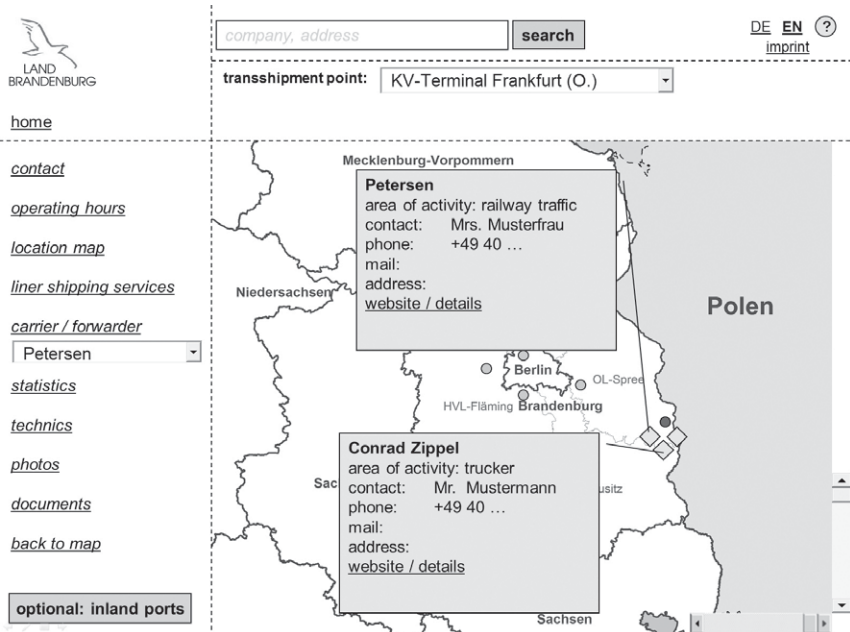 LAND
BRANDENBURG
company, address
search
DE EN ?
imprint
transshipment point: KV-Terminal Frankfurt (O.)
home
contact
operating hours
location map
liner shipping services
carrier / forwarder
Petersen
statistics
technics
photos
documents
back to map
optional: inland ports
Mecklenburg-Vorpommern
Petersen
area of activity: railway traffic
contact: Mrs. Musterfrau
phone: +49 40 …
mail:
address:
website / details
Niedersachsen
Polen
Berlin
OL-Spree
HVL-Fläming Brandenburg
Conrad Zippel
area of activity: trucker
contact: Mr. Mustermann
phone: +49 40 …
mail:
address:
website / details
Sac
usitz
Sachsen